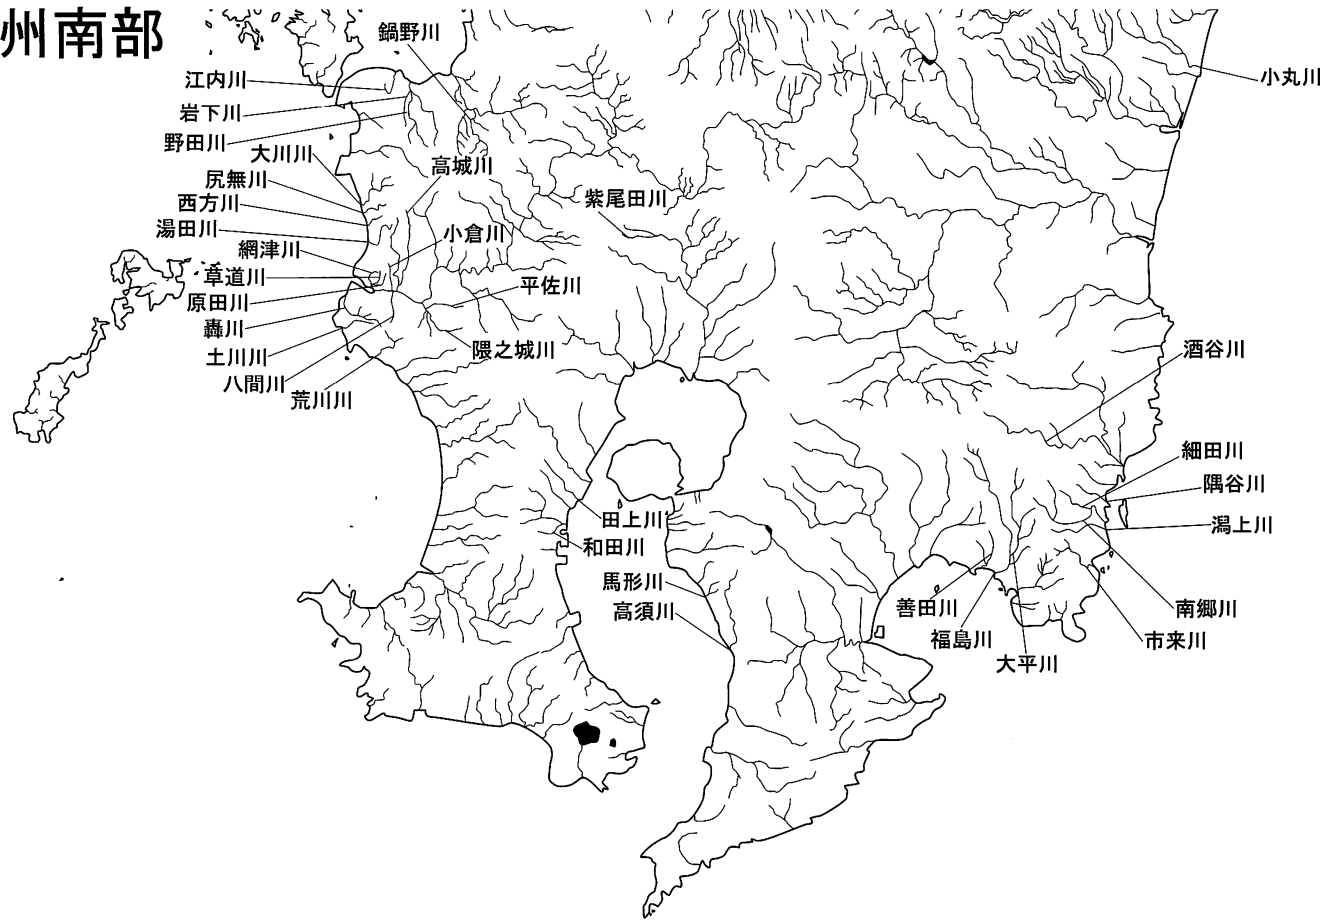 州南部
鍋野川
江内川
岩下川
野田川
大川川
尻無川
西方川
湯田川
網津川
草道川
原田川
轟川
土川川
八間川
荒川川
高城川
小倉川
平佐川
隈之城川
紫尾田川
小丸川
酒谷川
細田川
隅谷川
潟上川
南郷川
市来川
大平川
福島川
善田川
田上川
和田川
馬形川
高須川